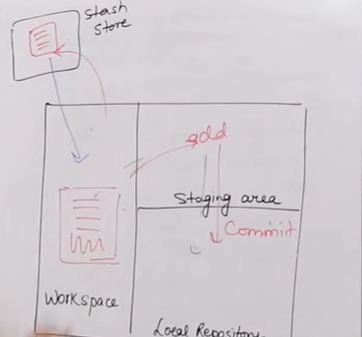 Stash
Store
add
Staging area
Commit
Workspace
Local Repository